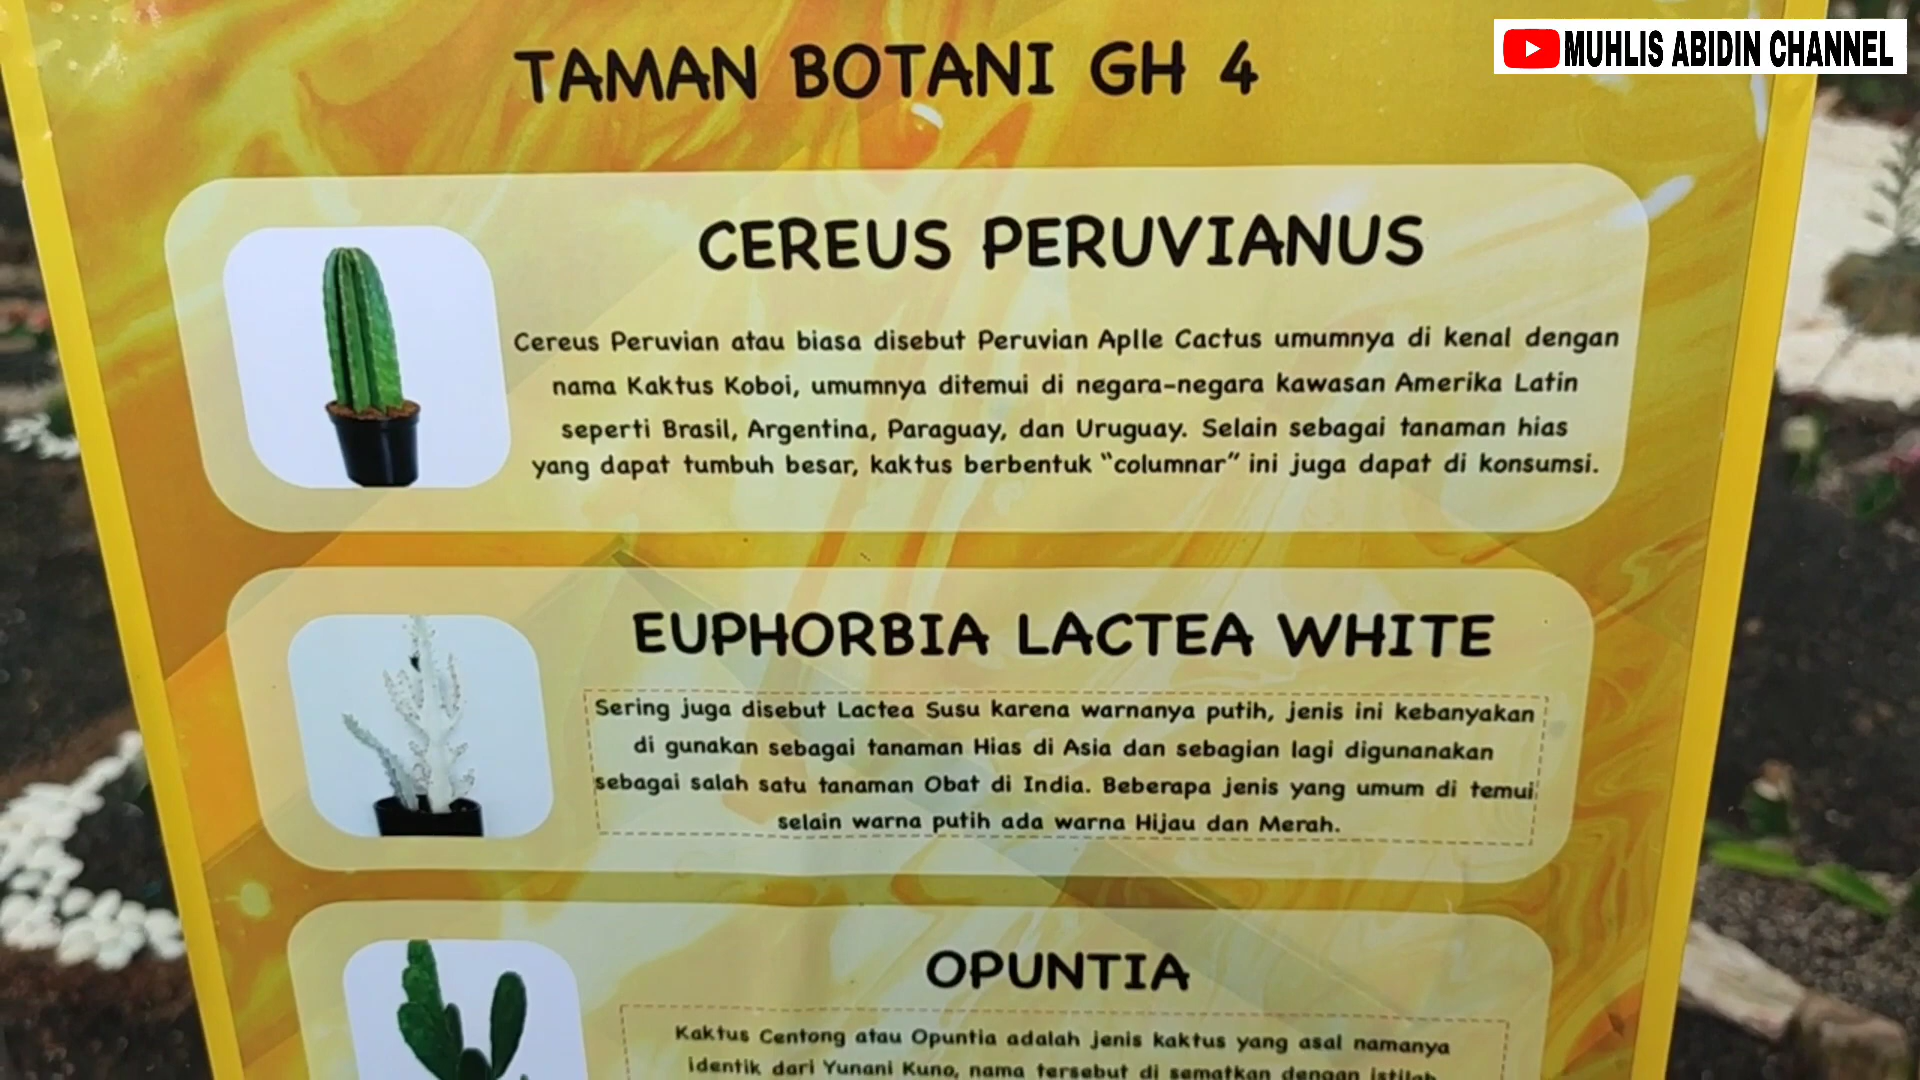 MUHLIS ABIDIN CHANNEL
TAMAN BOTANI GH 4
CEREUS PERUVIANUS
Cereus Peruvian atau biasa disebut Peruvian Aplle Cactus umumnya di kenal dengan
nama Kaktus Koboi, umumnya ditemui di negara-negara kawasan Amerika Latin
seperti Brasil, Argentina, Paraguay, dan Uruguay. Selain sebagai tanaman hias
yang dapat tumbuh besar, kaktus berbentuk "columnar" ini juga dapat di konsumsi.
EUPHORBIA LACTEA WHITE
Sering juga disebut Lactea Susu karena warnanya putih, jenis ini kebanyakan
di gunakan sebagai tanaman Hias di Asia dan sebagian lagi digunanakan
sebagai salah satu tanaman Obat di India. Beberapa jenis yang umum di temui
selain warna putih ada warna Hijau dan Merah.
OPUNTIA
Kaktus Centong atau Opuntia adalah jenis kaktus yang asal namanya
identik dari Yunani Kuno, nama tersebut di sematkan dengan istilah